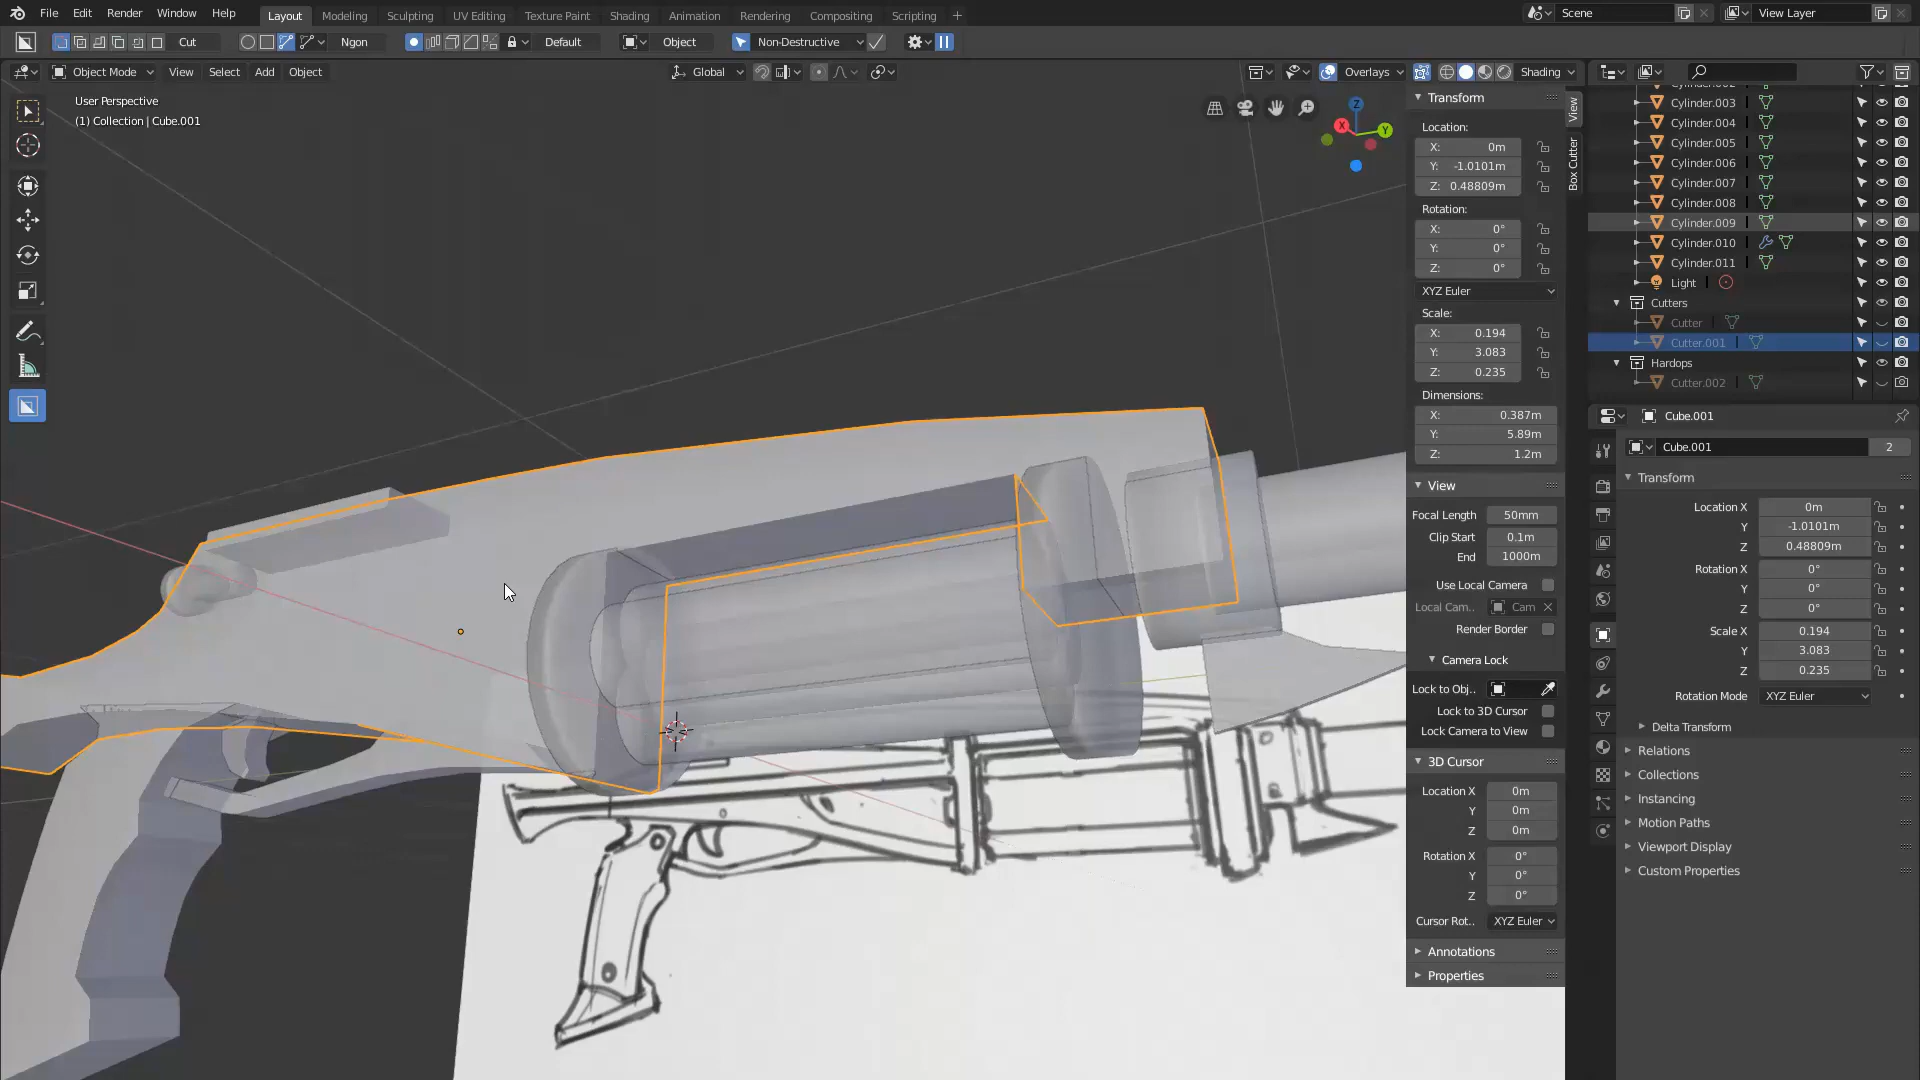 File Edit Render Window Help Layout Modeling Sculpting UV Editing Texture Paint Shading Animation Rendering Compositing Scripting + Scene View Layer
Cut Ngon Default Object Non-Destructive
Object Mode View Select Add Object Global Overlays Shading
User Perspective
(1) Collection | Cube.001
Z
X
Y
View
Box Cutter
Transform
Location:
X: 0m
Y: -1.0101m
Z: 0.48809m
Rotation:
X: 0°
Y: 0°
Z: 0°
XYZ Euler
Scale:
X: 0.194
Y: 3.083
Z: 0.235
Dimensions:
X: 0.387m
Y: 5.89m
Z: 1.2m
View
Focal Length 50mm
Clip Start 0.1m
End 1000m
Use Local Camera
Local Cam.. Cam
Render Border
Camera Lock
Lock to Obj..
Lock to 3D Cursor
Lock Camera to View
3D Cursor
Location X 0m
Y 0m
Z 0m
Rotation X 0°
Y 0°
Z 0°
Cursor Rot.. XYZ Euler
Annotations
Properties
Cylinder.003
Cylinder.004
Cylinder.005
Cylinder.006
Cylinder.007
Cylinder.008
Cylinder.009
Cylinder.010
Cylinder.011
Light
Cutters
Cutter
Cutter.001
Hardops
Cutter.002
Cube.001
Cube.001 2
Transform
Location X 0m
Y -1.0101m
Z 0.48809m
Rotation X 0°
Y 0°
Z 0°
Scale X 0.194
Y 3.083
Z 0.235
Rotation Mode XYZ Euler
Delta Transform
Relations
Collections
Instancing
Motion Paths
Viewport Display
Custom Properties